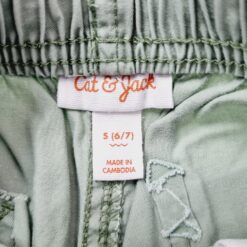 Cat & Jack
S (6/7)
MADE IN
CAMBODIA